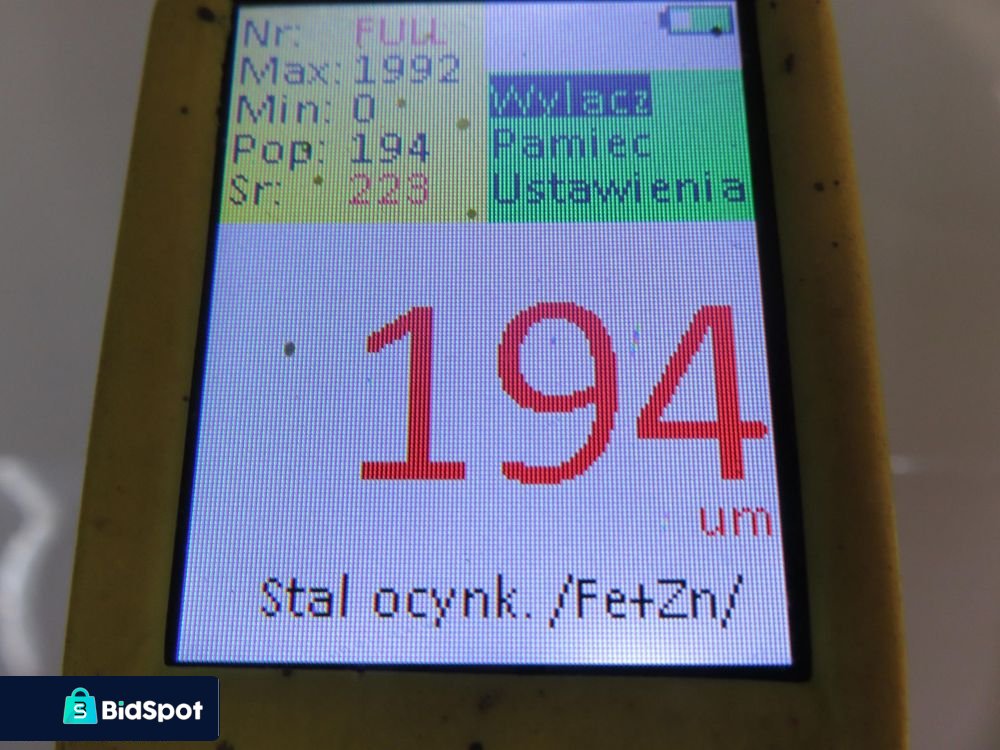 Nr: FULL
Max: 1992
Min: 0
Pop: 194
Sr: 223
Wylacz
Pamiec
Ustawienia
194
um
Stal ocynk. /Fe+Zn/
BidSpot